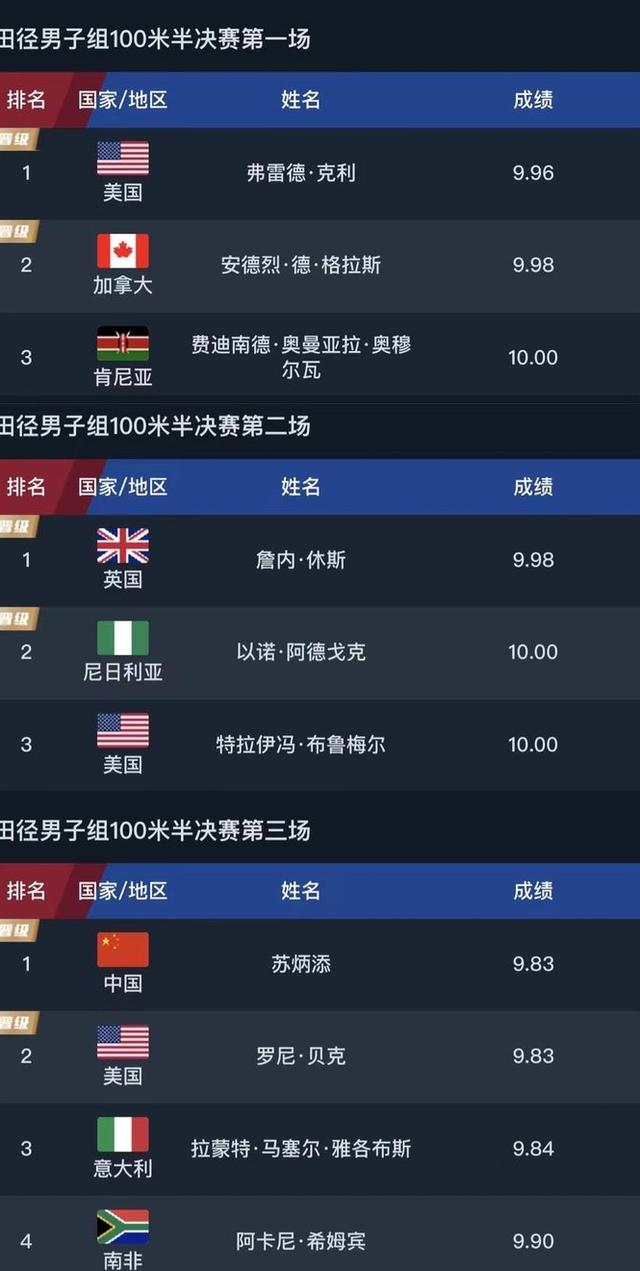 田径男子组100米半决赛第一场
排名 国家/地区 姓名 成绩
晋级
1 美国 弗雷德·克利 9.96
晋级
2 加拿大 安德烈·德·格拉斯 9.98
3 肯尼亚 费迪南德·奥曼亚拉·奥穆
尔瓦 10.00
田径男子组100米半决赛第二场
排名 国家/地区 姓名 成绩
晋级
1 英国 詹内·休斯 9.98
晋级
2 尼日利亚 以诺·阿德戈克 10.00
3 美国 特拉伊冯·布鲁梅尔 10.00
田径男子组100米半决赛第三场
排名 国家/地区 姓名 成绩
晋级
1 中国 苏炳添 9.83
晋级
2 美国 罗尼·贝克 9.83
3 意大利 拉蒙特·马塞尔·雅各布斯 9.84
4 南非 阿卡尼·希姆宾 9.90